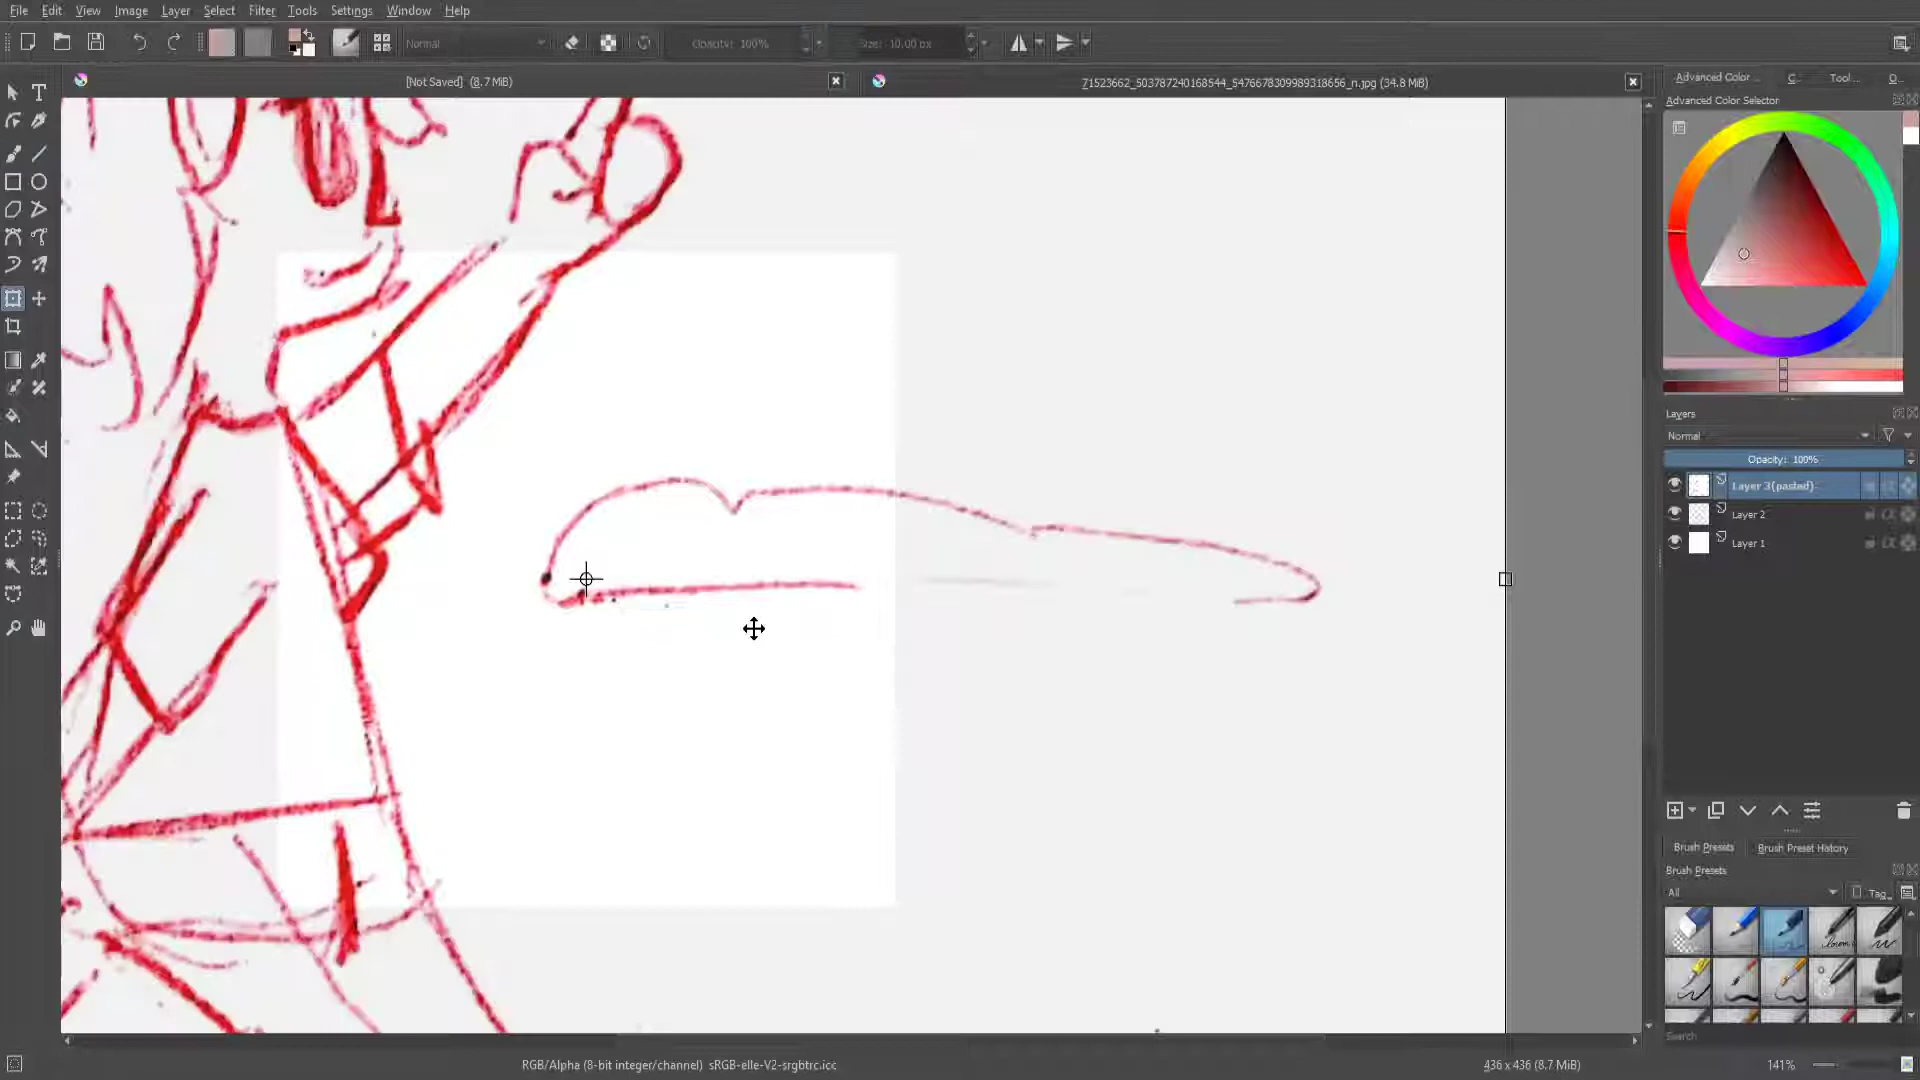 File Edit View Image Layer Select Filter Tools Settings Window Help
Normal
Opacity: 100%
Size: 10.00 px
[Not Saved] (8.7 MiB)
71523662_503787240168544_5476678309989318656_n.jpg (34.8 MiB)
Advanced Color ...
C...
Tool ...
O...
Advanced Color Selector
Layers
Normal
Opacity: 100%
Layer 3(pasted)
Layer 2
Layer 1
Brush Presets
Brush Preset History
Brush Presets
All
Tag
Search
RGB/Alpha (8-bit integer/channel) sRGB-elle-V2-srgbtrc.icc
436 x 436 (8.7 MiB)
141%